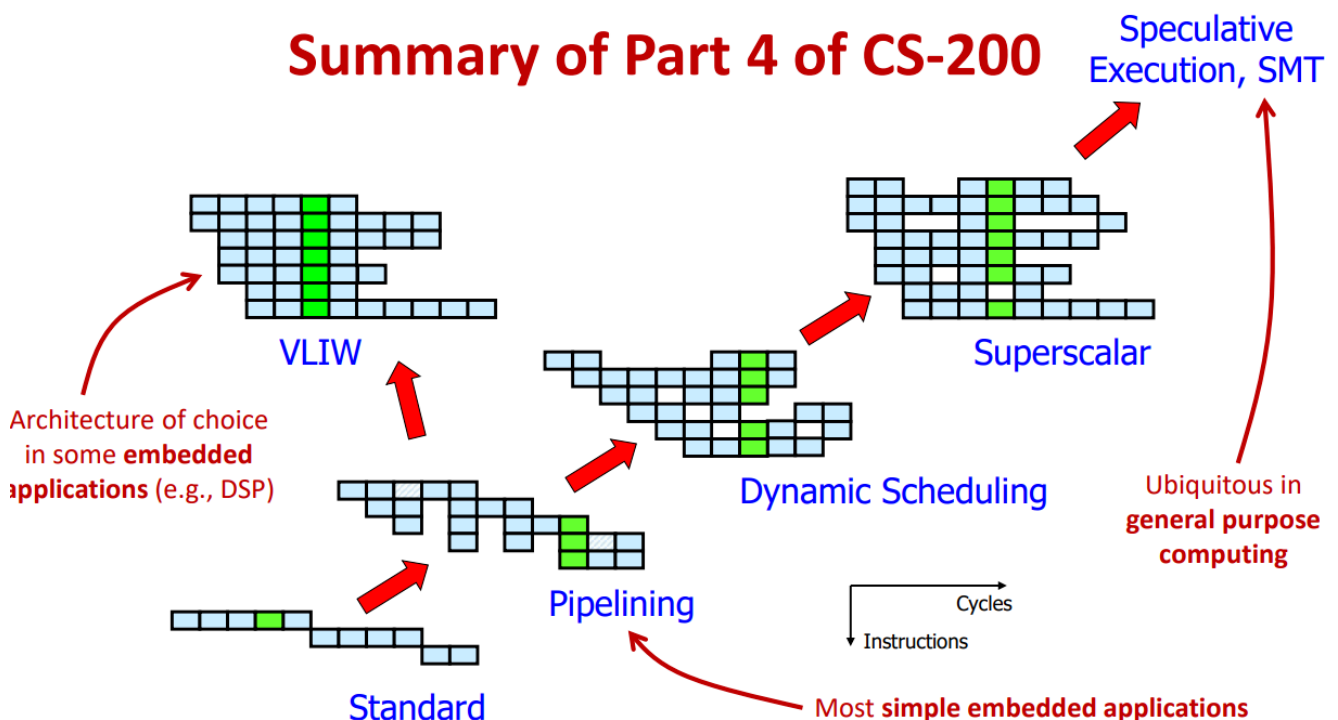 Summary of Part 4 of CS-200
Speculative
Execution, SMT
VLIW
Superscalar
Architecture of choice
in some embedded
applications (e.g., DSP)
Dynamic Scheduling
Ubiquitous in
general purpose
computing
Pipelining
Cycles
Instructions
Standard
Most simple embedded applications